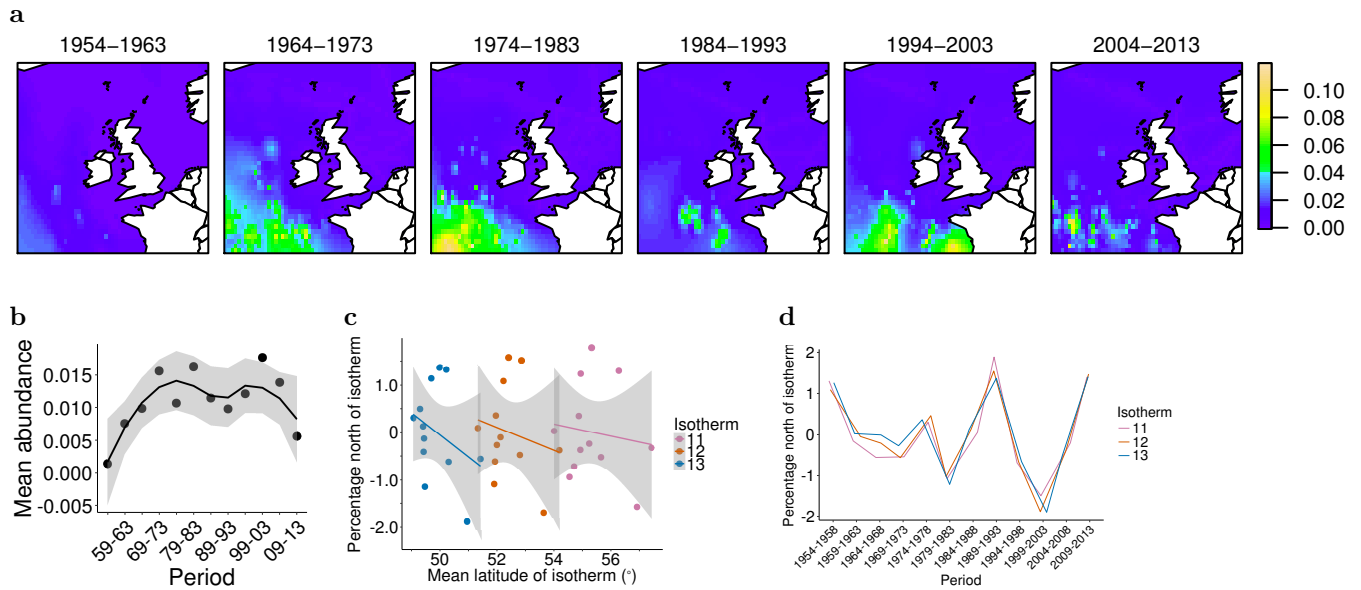 a
1954–1963 1964–1973 1974–1983 1984–1993 1994–2003 2004–2013
0.10
0.08
0.06
0.04
0.02
0.00
b
Mean abundance
0.015
0.010
0.005
0.000
-0.005
59-63 69-73 79-83 89-93 99-03 09-13
Period
c
Percentage north of isotherm
2.0
1.0
0
-1.0
-2.0
50 52 54 56
Mean latitude of isotherm (°)
Isotherm
11
12
13
d
Percentage north of isotherm
2
1
0
-1
-2
1954-1958 1959-1963 1964-1968 1969-1973 1974-1978 1979-1983 1984-1988 1989-1993 1994-1998 1999-2003 2004-2008 2009-2013
Period
Isotherm
11
12
13